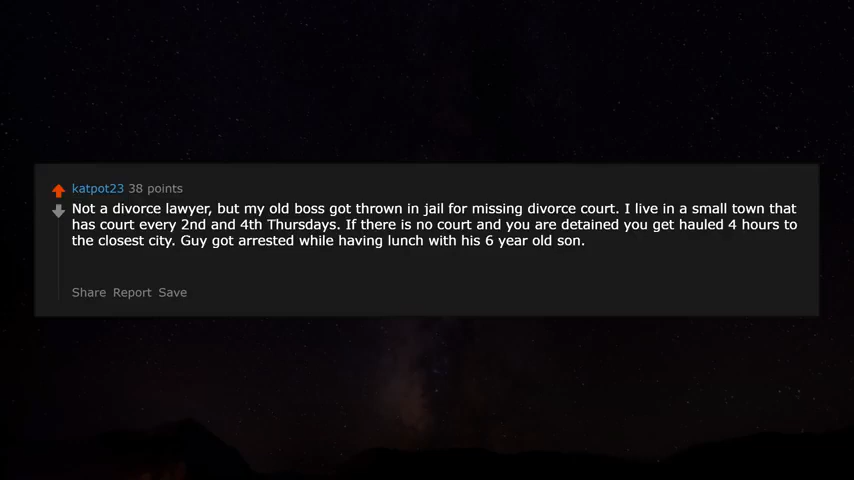 katpot23 38 points
Not a divorce lawyer, but my old boss got thrown in jail for missing divorce court. I live in a small town that
has court every 2nd and 4th Thursdays. If there is no court and you are detained you get hauled 4 hours to
the closest city. Guy got arrested while having lunch with his 6 year old son.
Share Report Save